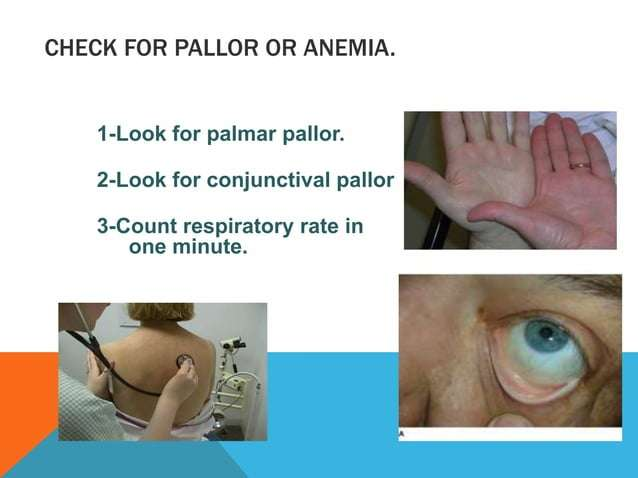 CHECK FOR PALLOR OR ANEMIA.
1-Look for palmar pallor.
2-Look for conjunctival pallor
3-Count respiratory rate in
one minute.
A